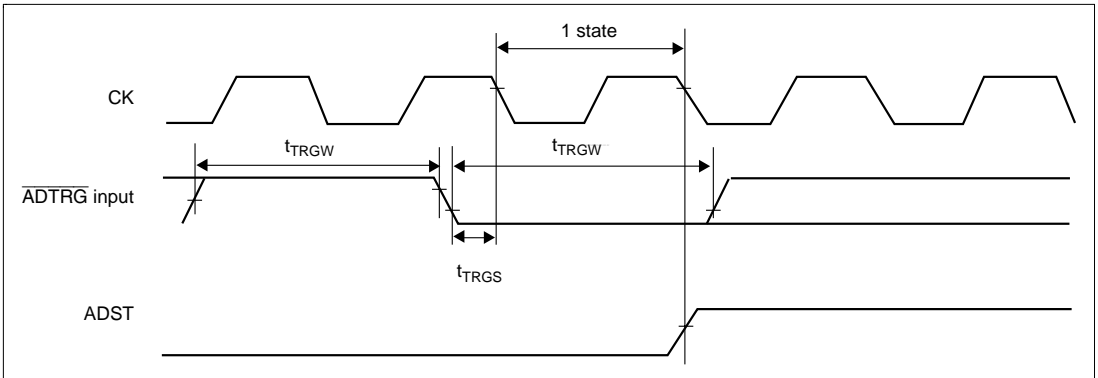 1 state
CK
tTRGW
tTRGW
ADTRG input
tTRGS
ADST